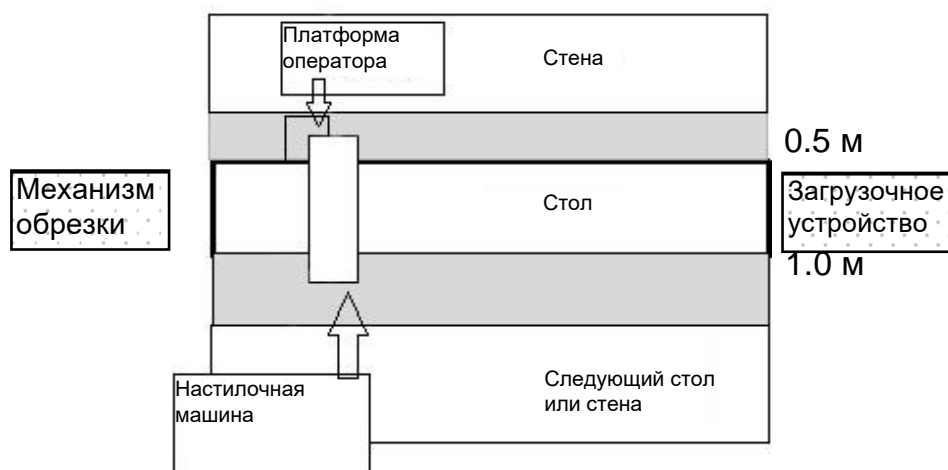 Платформа
оператора
Стена
0.5 м
Механизм
обрезки
Стол
Загрузочное
устройство
1.0 м
Настилочная
машина
Следующий стол
или стена